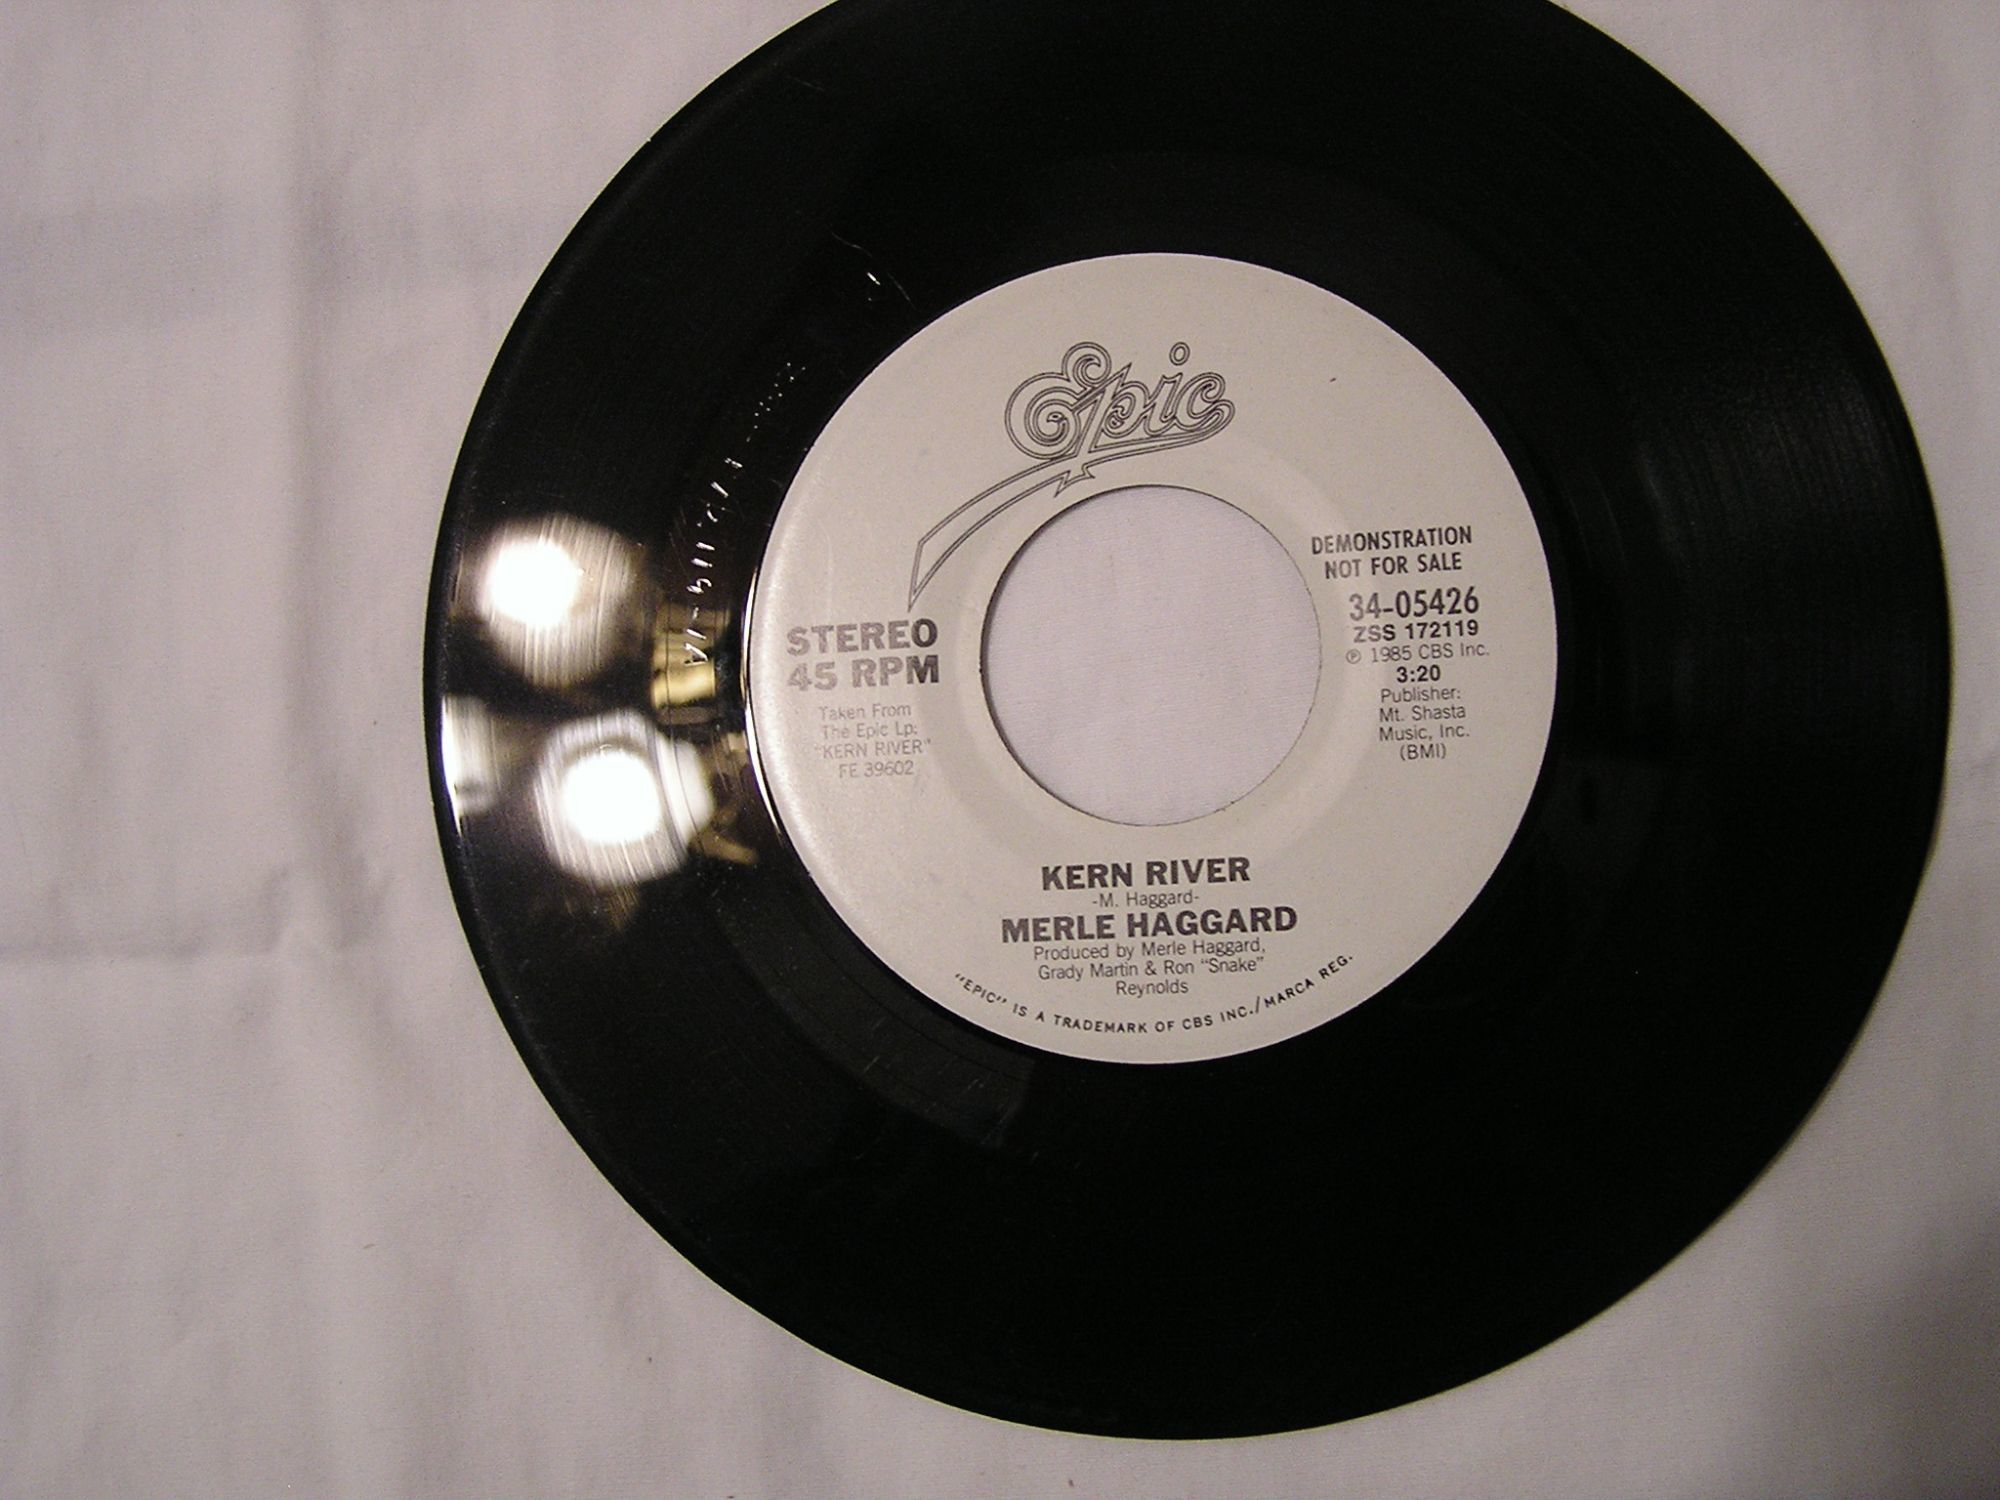 Epic
DEMONSTRATION
NOT FOR SALE
34-05426
ZSS 172119
℗ 1985 CBS Inc.
3:20
Publisher:
Mt. Shasta
Music, Inc.
(BMI)
STEREO
45 RPM
Taken From
The Epic Lp:
"KERN RIVER"
FE 39602
KERN RIVER
-M. Haggard-
MERLE HAGGARD
Produced by Merle Haggard,
Grady Martin & Ron "Snake"
Reynolds
"EPIC" IS A TRADEMARK OF CBS INC./MARCA REG.